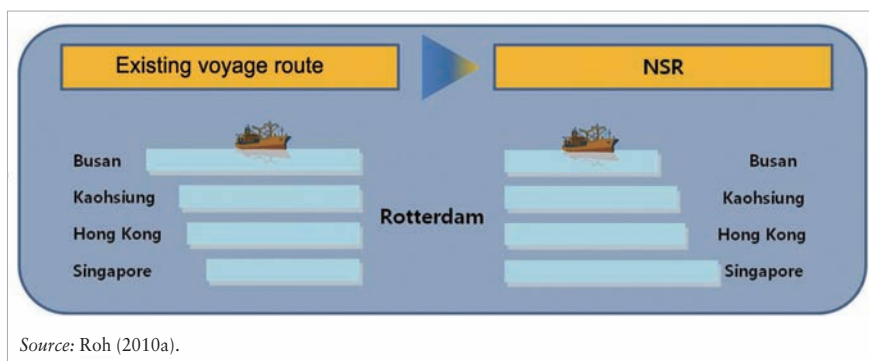 Existing voyage route
NSR
Busan
Kaohsiung
Hong Kong
Singapore
Rotterdam
Busan
Kaohsiung
Hong Kong
Singapore
Source: Roh (2010a).